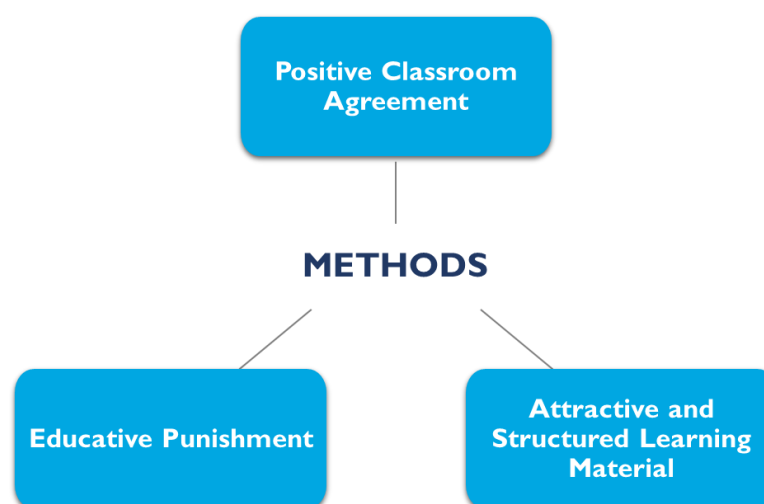 Positive Classroom
Agreement
METHODS
Educative Punishment
Attractive and
Structured Learning
Material